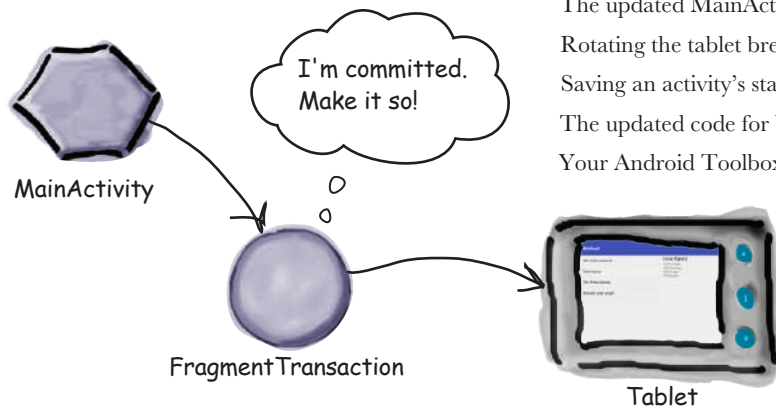 The updated MainAct
Rotating the tablet bre
Saving an activity's sta
The updated code for
Your Android Toolbox
I'm committed.
Make it so!
MainActivity
FragmentTransaction
Tablet